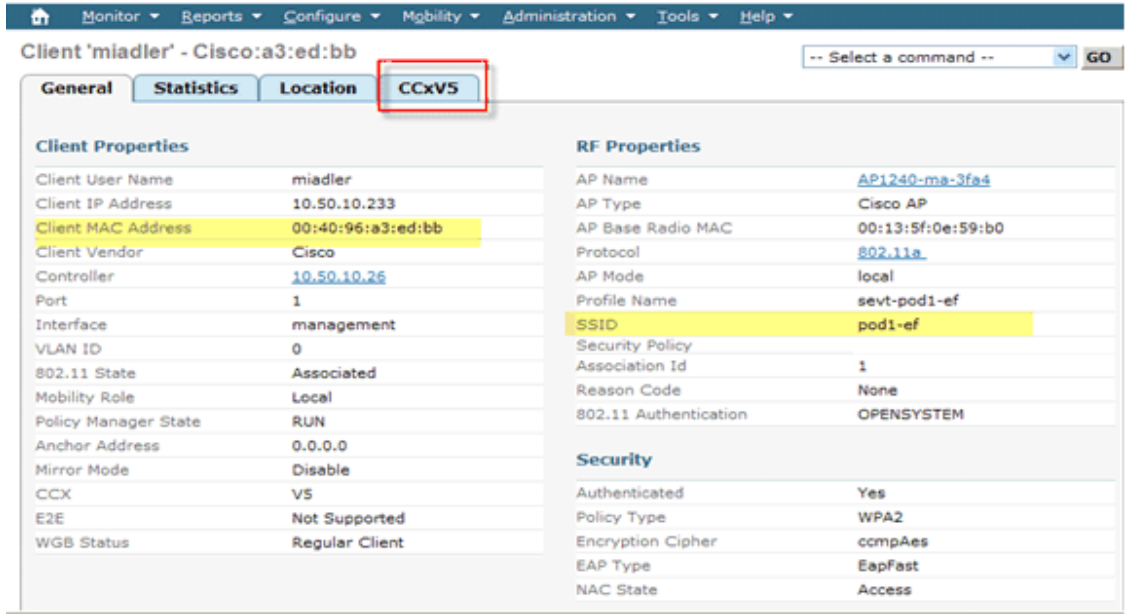 Monitor Reports Configure Mobility Administration Tools Help
Client 'miadler' - Cisco:a3:ed:bb
-- Select a command -- GO
General Statistics Location CCxV5
Client Properties
Client User Name miadler
Client IP Address 10.50.10.233
Client MAC Address 00:40:96:a3:ed:bb
Client Vendor Cisco
Controller 10.50.10.26
Port 1
Interface management
VLAN ID 0
802.11 State Associated
Mobility Role Local
Policy Manager State RUN
Anchor Address 0.0.0.0
Mirror Mode Disable
CCX V5
E2E Not Supported
WGB Status Regular Client
RF Properties
AP Name AP1240-ma-3fa4
AP Type Cisco AP
AP Base Radio MAC 00:13:5f:0e:59:b0
Protocol 802.11a
AP Mode local
Profile Name sevt-pod1-ef
SSID pod1-ef
Security Policy
Association Id 1
Reason Code None
802.11 Authentication OPENSYSTEM
Security
Authenticated Yes
Policy Type WPA2
Encryption Cipher ccmpAes
EAP Type EapFast
NAC State Access